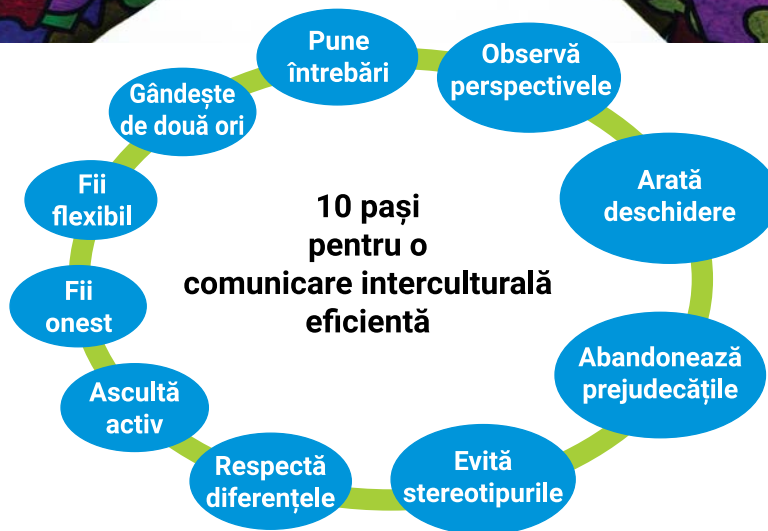 Pune
întrebări
Observă
perspectivele
Arată
deschidere
Abandonează
prejudecățile
Evită
stereotipurile
Respectă
diferențele
Ascultă
activ
Fii
onest
Fii
flexibil
Gândește
de două ori
10 pași
pentru o
comunicare interculturală
eficientă